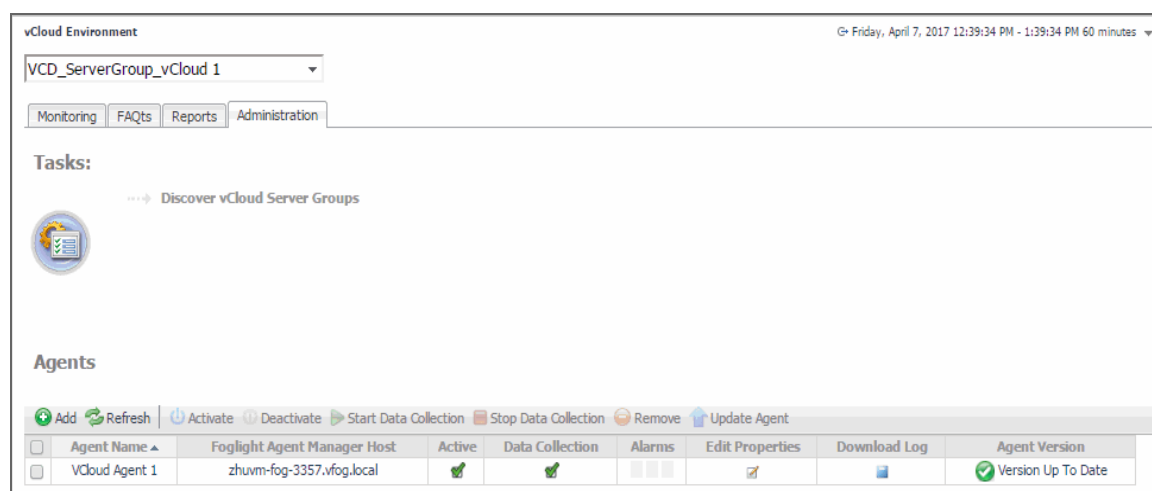 vCloud Environment
Friday, April 7, 2017 12:39:34 PM - 1:39:34 PM 60 minutes
VCD_ServerGroup_vCloud 1
Monitoring FAQts Reports Administration
Tasks:
Discover vCloud Server Groups
Agents
Add Refresh Activate Deactivate Start Data Collection Stop Data Collection Remove Update Agent
Agent Name Foglight Agent Manager Host Active Data Collection Alarms Edit Properties Download Log Agent Version
VCloud Agent 1 zhuvm-fog-3357.vfog.local Version Up To Date